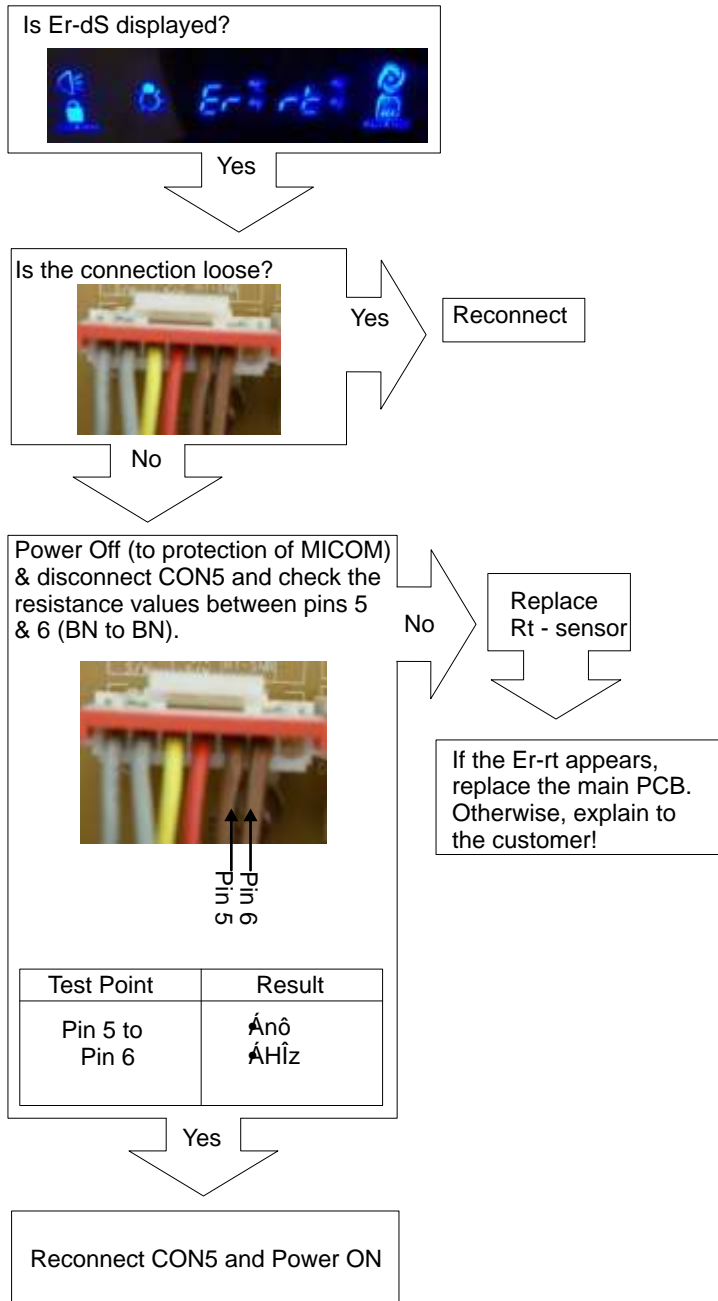 Is Er-dS displayed?
Er rt
Yes
Is the connection loose?
Yes
Reconnect
No
Power Off (to protection of MICOM)
& disconnect CON5 and check the
resistance values between pins 5
& 6 (BN to BN).
No
Replace
Rt - sensor
If the Er-rt appears,
replace the main PCB.
Otherwise, explain to
the customer!
Pin 5
Pin 6
Test Point
Result
Pin 5 to
Pin 6
Ánô
ÁHÎz
Yes
Reconnect CON5 and Power ON